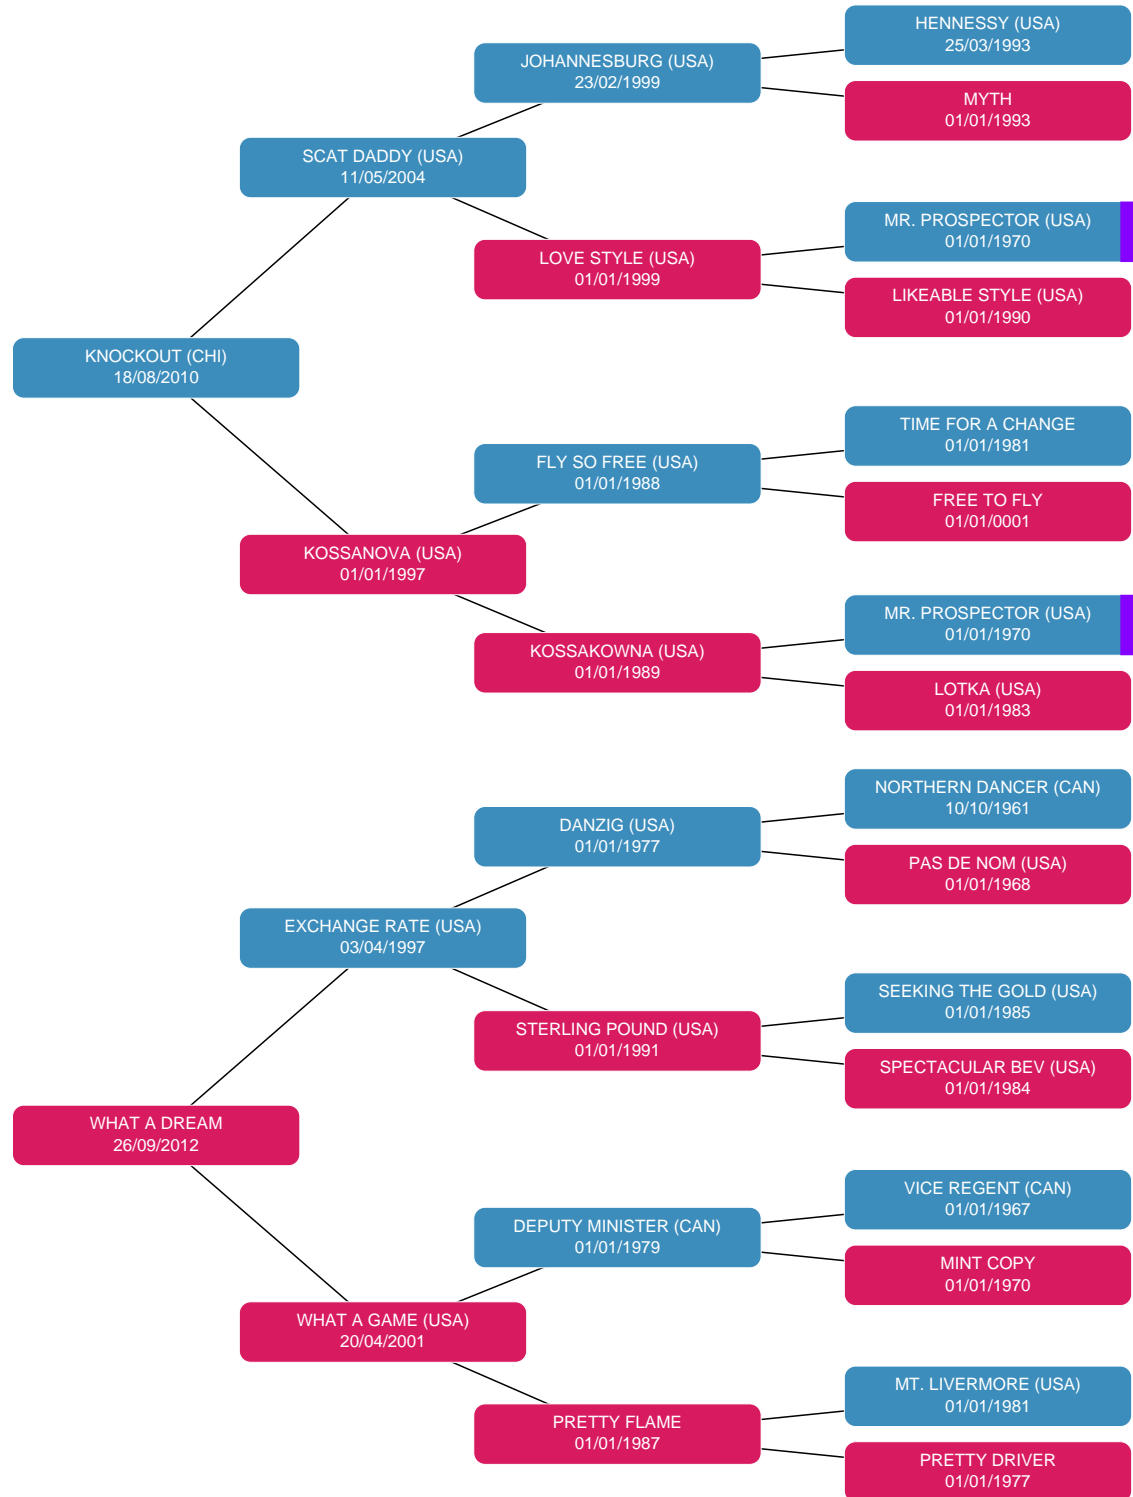 HENNESSY (USA)
25/03/1993
JOHANNESBURG (USA)
23/02/1999
MYTH
01/01/1993
SCAT DADDY (USA)
11/05/2004
MR. PROSPECTOR (USA)
01/01/1970
LOVE STYLE (USA)
01/01/1999
LIKEABLE STYLE (USA)
01/01/1990
KNOCKOUT (CHI)
18/08/2010
TIME FOR A CHANGE
01/01/1981
FLY SO FREE (USA)
01/01/1988
FREE TO FLY
01/01/0001
KOSSANOVA (USA)
01/01/1997
MR. PROSPECTOR (USA)
01/01/1970
KOSSAKOWNA (USA)
01/01/1989
LOTKA (USA)
01/01/1983
NORTHERN DANCER (CAN)
10/10/1961
DANZIG (USA)
01/01/1977
PAS DE NOM (USA)
01/01/1968
EXCHANGE RATE (USA)
03/04/1997
SEEKING THE GOLD (USA)
01/01/1985
STERLING POUND (USA)
01/01/1991
SPECTACULAR BEV (USA)
01/01/1984
WHAT A DREAM
26/09/2012
VICE REGENT (CAN)
01/01/1967
DEPUTY MINISTER (CAN)
01/01/1979
MINT COPY
01/01/1970
WHAT A GAME (USA)
20/04/2001
MT. LIVERMORE (USA)
01/01/1981
PRETTY FLAME
01/01/1987
PRETTY DRIVER
01/01/1977